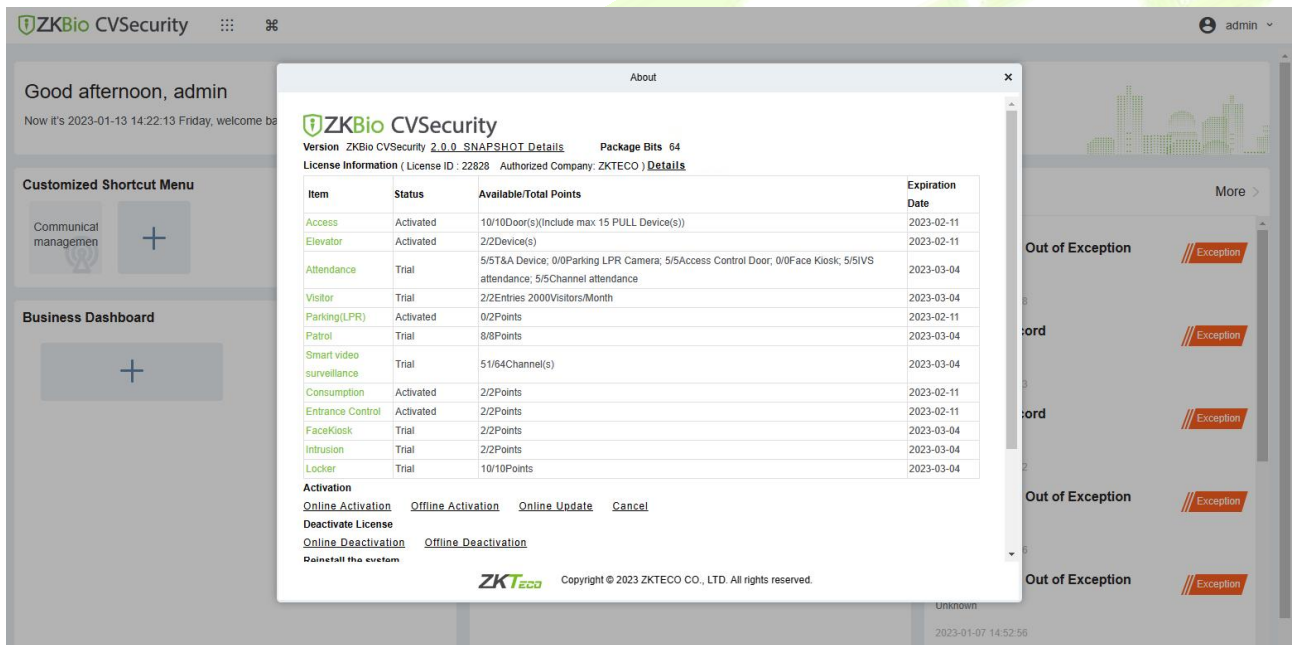 ZKBio CVSecurity
admin
Good afternoon, admin
Now it's 2023-01-13 14:22:13 Friday, welcome ba
Customized Shortcut Menu
Communicat
managemen
Business Dashboard
About
ZKBio CVSecurity
Version ZKBio CVSecurity 2.0.0_SNAPSHOT Details Package Bits 64
License Information ( License ID : 22828 Authorized Company: ZKTECO ) Details
Item Status Available/Total Points Expiration Date
Access Activated 10/10Door(s)(Include max 15 PULL Device(s)) 2023-02-11
Elevator Activated 2/2Device(s) 2023-02-11
Attendance Trial 5/5T&A Device; 0/0Parking LPR Camera; 5/5Access Control Door; 0/0Face Kiosk; 5/5IVS attendance; 5/5Channel attendance 2023-03-04
Visitor Trial 2/2Entries 2000Visitors/Month 2023-03-04
Parking(LPR) Activated 0/2Points 2023-02-11
Patrol Trial 8/8Points 2023-03-04
Smart video surveillance Trial 51/64Channel(s) 2023-03-04
Consumption Activated 2/2Points 2023-02-11
Entrance Control Activated 2/2Points 2023-02-11
FaceKiosk Trial 2/2Points 2023-03-04
Intrusion Trial 2/2Points 2023-03-04
Locker Trial 10/10Points 2023-03-04
Activation
Online Activation Offline Activation Online Update Cancel
Deactivate License
Online Deactivation Offline Deactivation
Reinstall the system
ZKTeco Copyright © 2023 ZKTECO CO., LTD. All rights reserved.
More
Out of Exception
Exception
8
cord
Exception
3
cord
Exception
2
Out of Exception
Exception
6
Out of Exception
Exception
Unknown
2023-01-07 14:52:56